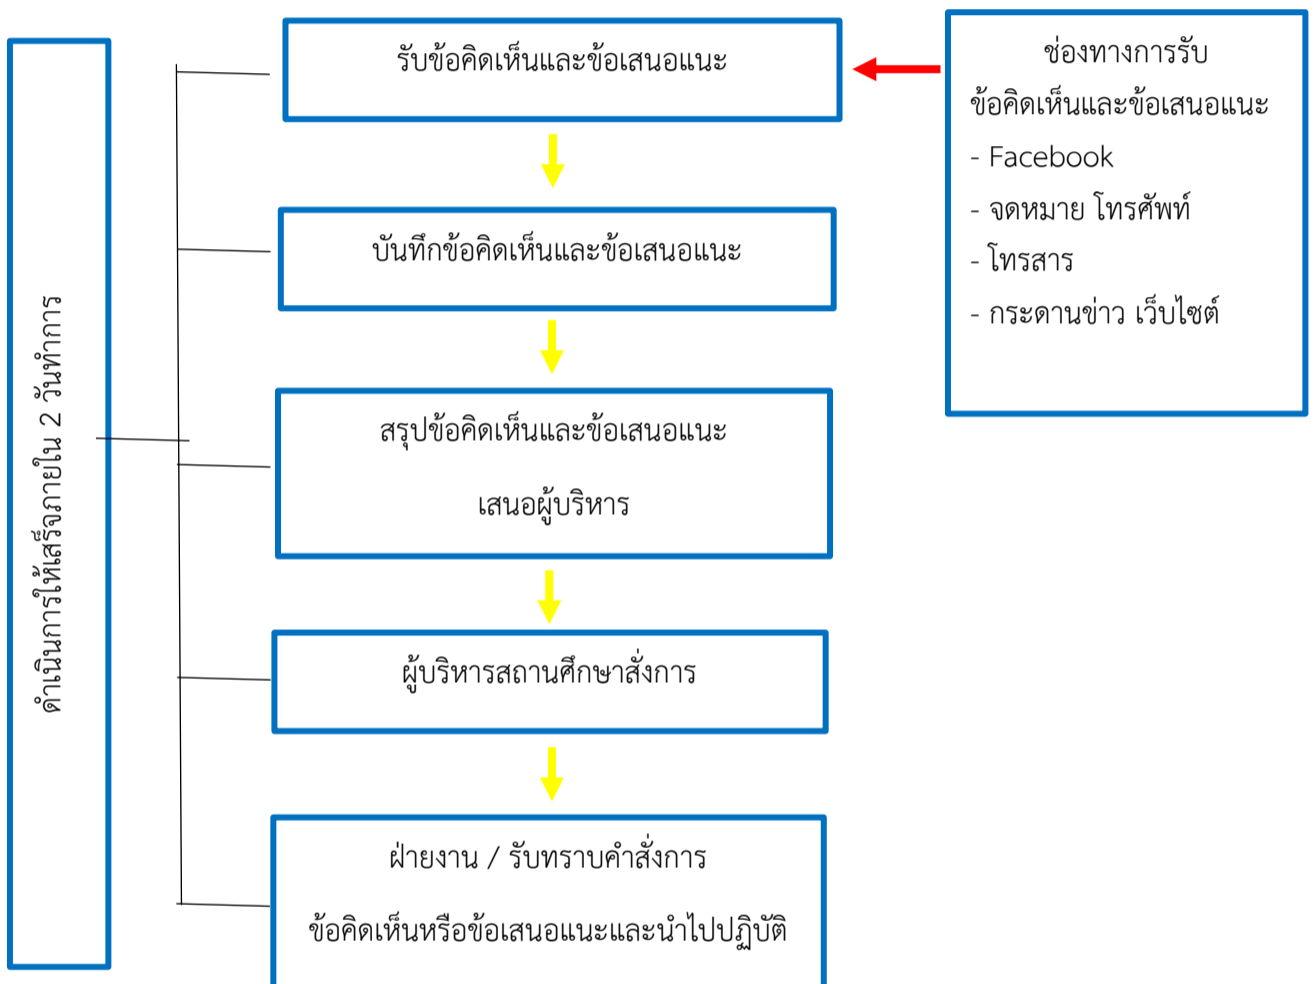 รับข้อคิดเห็นและข้อเสนอแนะ
ช่องทางการรับ
ข้อคิดเห็นและข้อเสนอแนะ
- Facebook
- จดหมาย โทรศัพท์
- โทรสาร
- กระดานข่าว เว็บไซต์
บันทึกข้อคิดเห็นและข้อเสนอแนะ
สรุปข้อคิดเห็นและข้อเสนอแนะ
เสนอผู้บริหาร
ผู้บริหารสถานศึกษาสั่งการ
ฝ่ายงาน / รับทราบคำสั่งการ
ข้อคิดเห็นหรือข้อเสนอแนะและนำไปปฏิบัติ
ดำเนินการให้เสร็จภายใน 2 วันทำการ